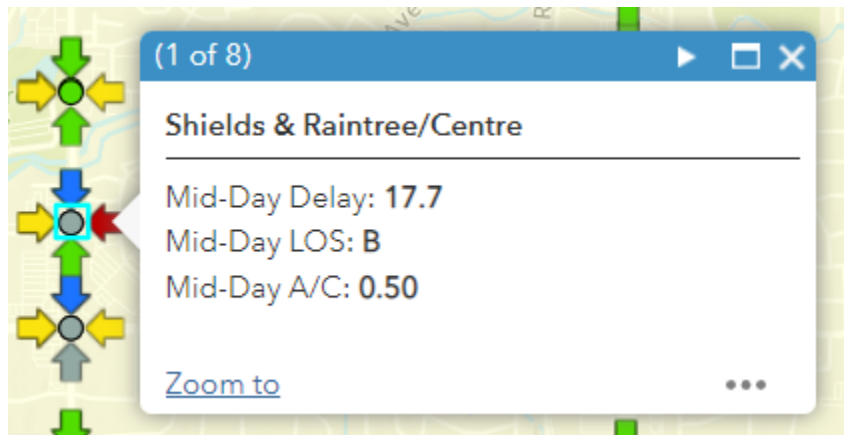 (1 of 8)
Shields & Raintree/Centre
Mid-Day Delay: 17.7
Mid-Day LOS: B
Mid-Day A/C: 0.50
Zoom to